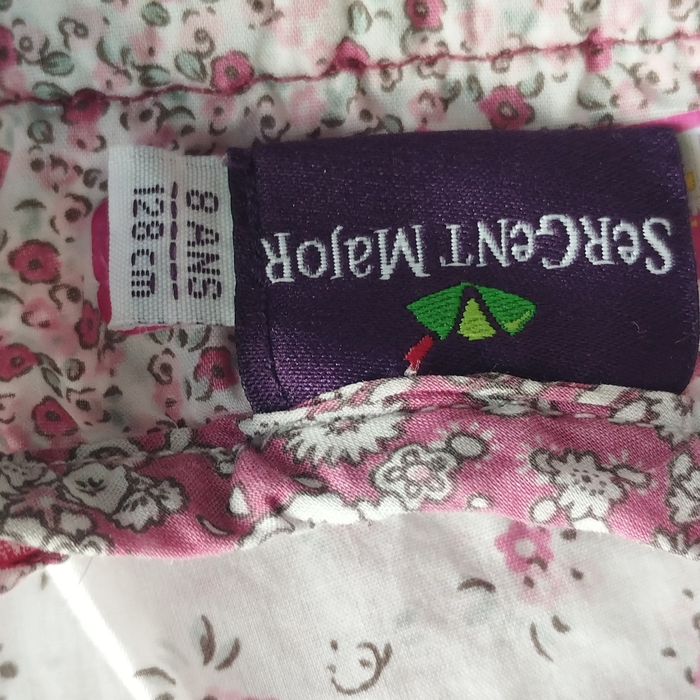 SERGENT MAJOR
8 ANS
128 CM